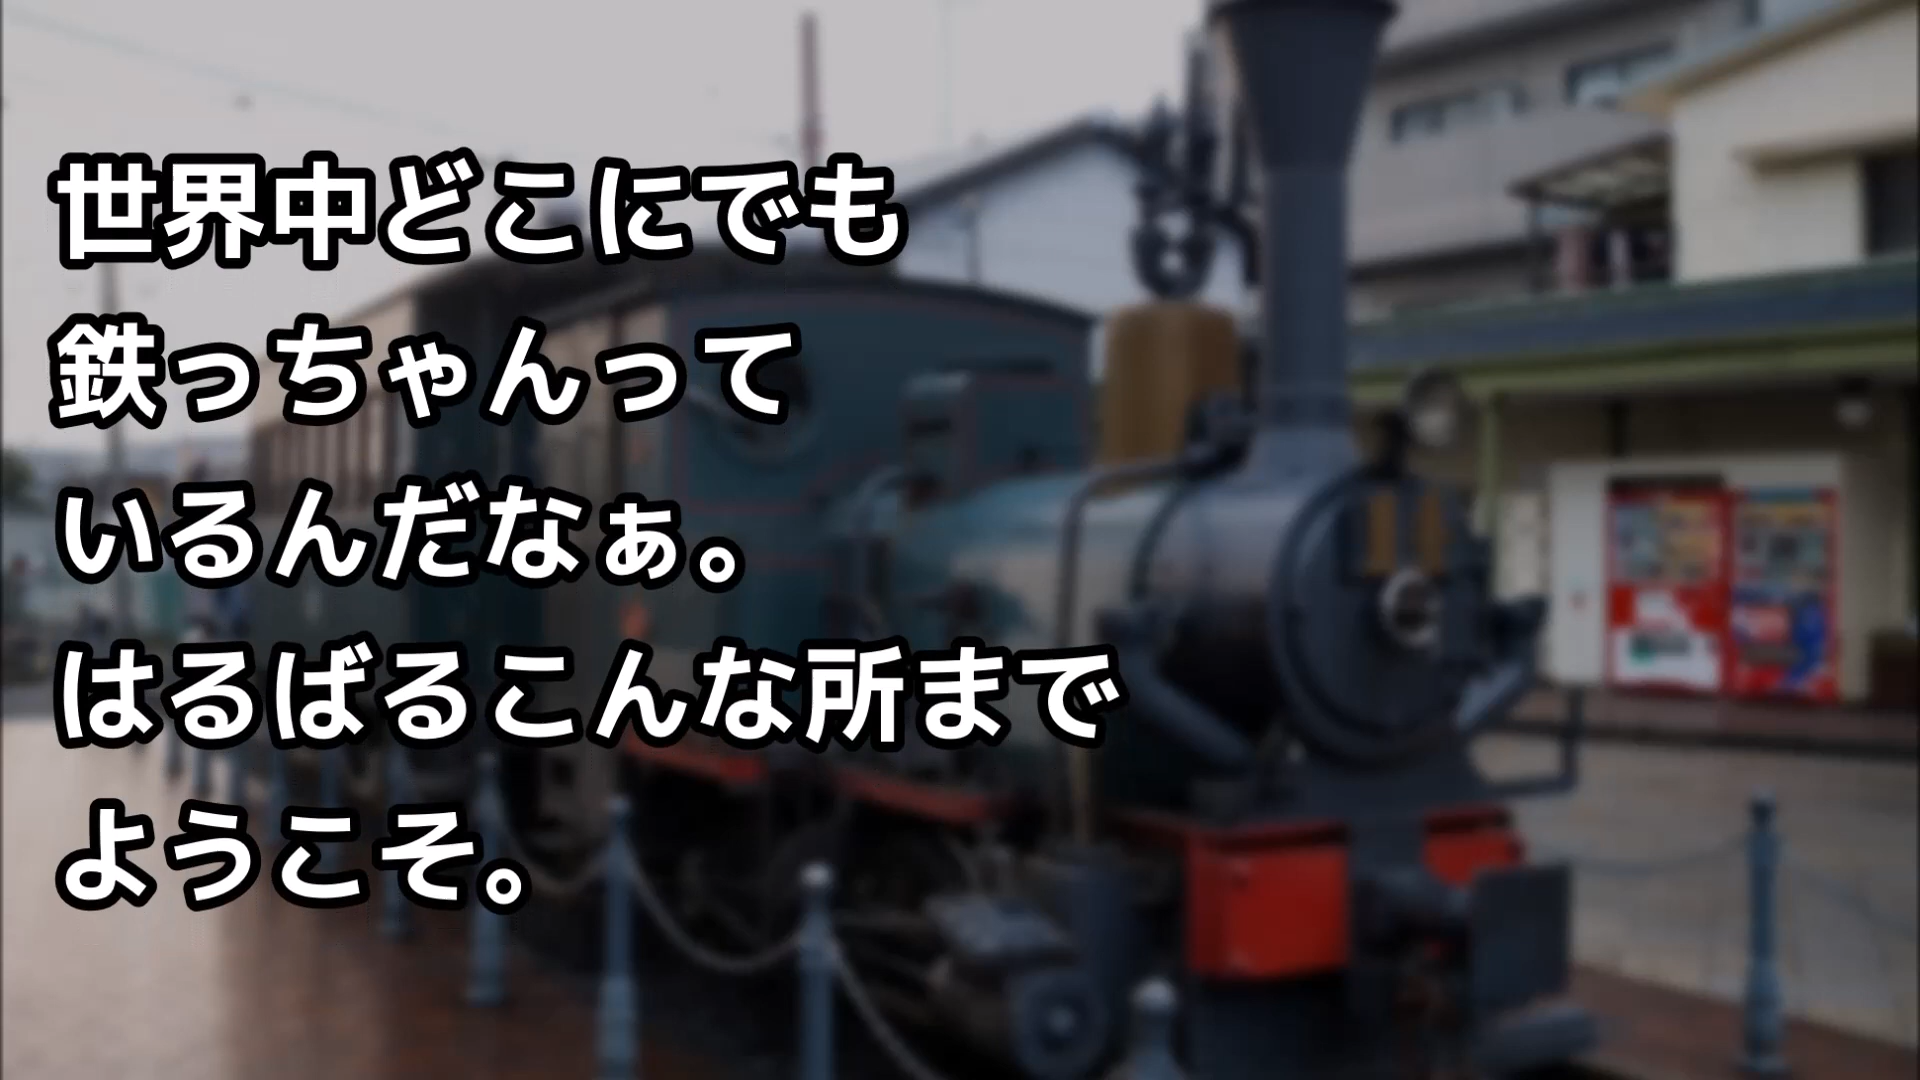 世界中どこにでも
鉄っちゃんって
いるんだなぁ。
はるばるこんな所まで
ようこそ。